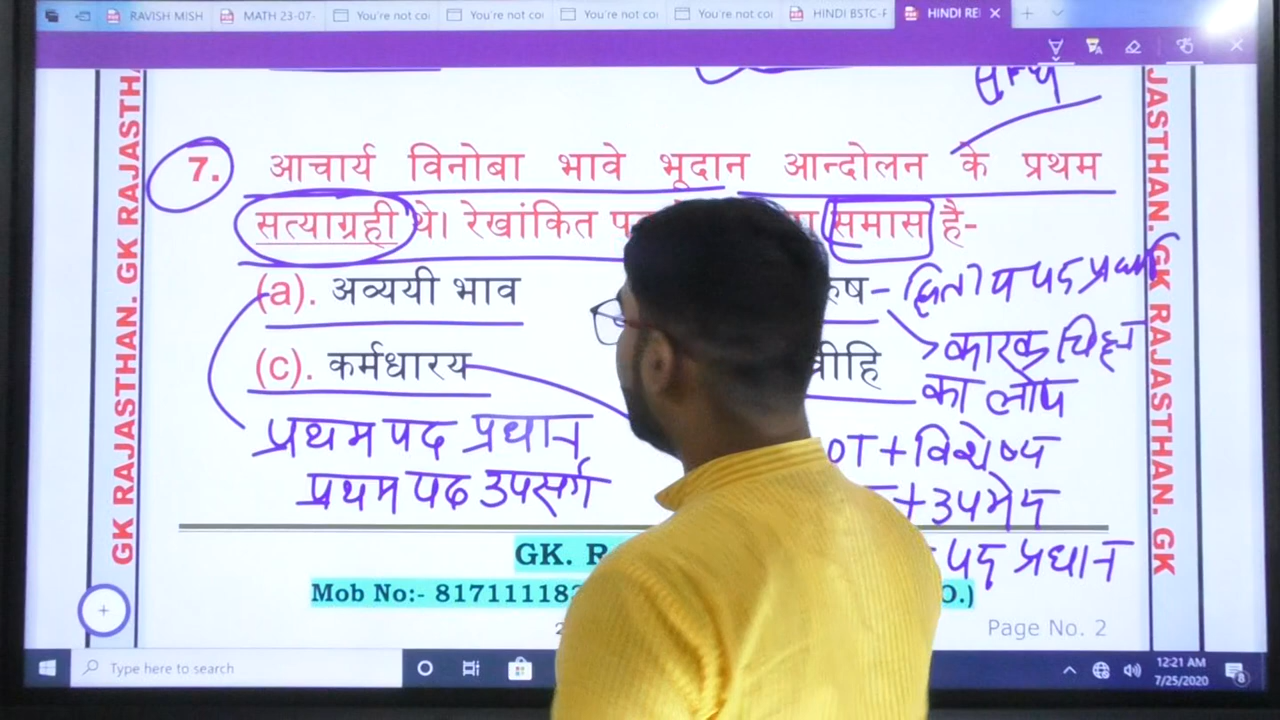 RAVISH MISH MATH 23-07- You're not co You're not co You're not co You're not co HINDI BSTC-F HINDI RE
GK RAJASTHAN. GK RAJASTH
JASTHAN. GK RAJASTHAN. GK
7. आचार्य विनोबा भावे भूदान आन्दोलन के प्रथम
सत्याग्रही थे। रेखांकित समास है-
(a). अव्ययी भाव
(c). कर्मधारय
प्रथम पद प्रधान
प्रथम पद उपसर्ग
कारक चिह्न
का लोप
+ विशेष्य
+ उपमेय
पद प्रधान
GK. R
Mob No:- 817111183 O.)
Page No. 2
Type here to search
12:21 AM
7/25/2020
8